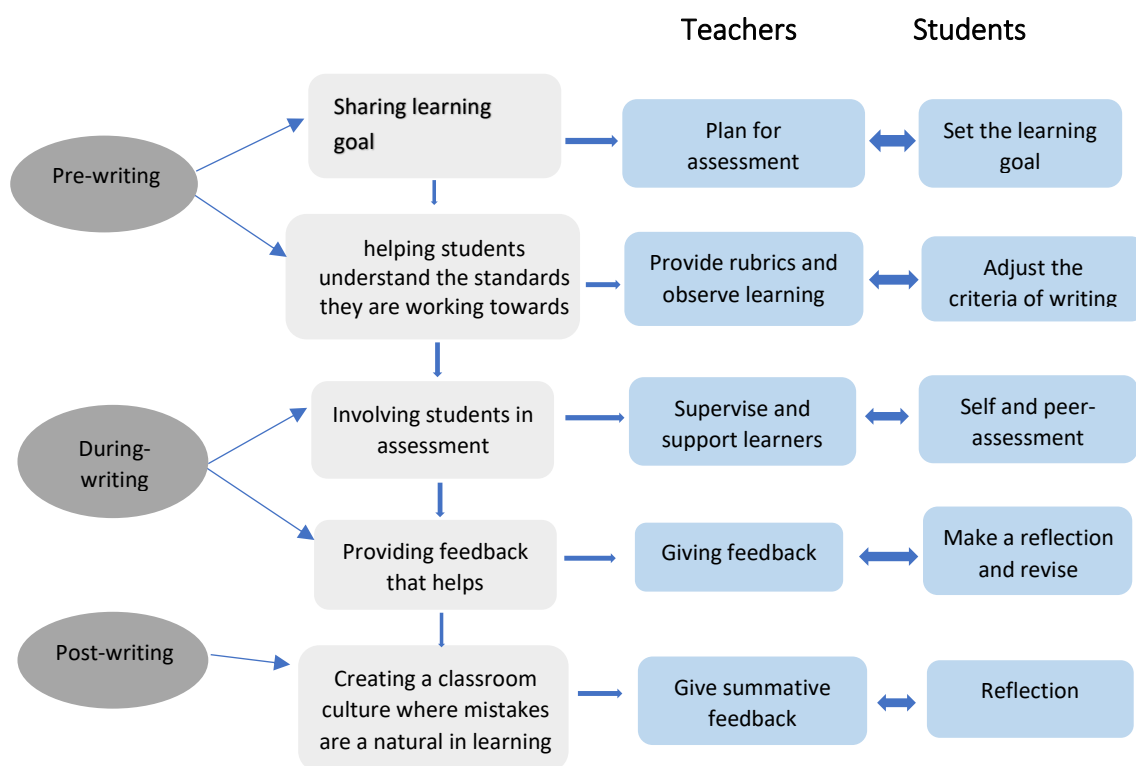 Teachers
Students
Sharing learning
goal
Plan for
assessment
Set the learning
goal
Pre-writing
helping students
understand the standards
they are working towards
Provide rubrics and
observe learning
Adjust the
criteria of writing
Involving students in
assessment
Supervise and
support learners
Self and peer-
assessment
During-
writing
Providing feedback
that helps
Giving feedback
Make a reflection
and revise
Post-writing
Creating a classroom
culture where mistakes
are a natural in learning
Give summative
feedback
Reflection